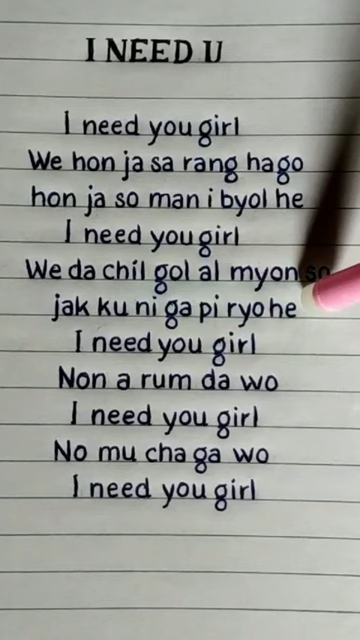 I NEED U
I need you girl
We hon ja sa rang hago
hon ja so man i byol he
I need you girl
We da chil gol al myon so
jak ku ni ga pi ryo he
I need you girl
Non a rum da wo
I need you girl
No mu cha ga wo
I need you girl